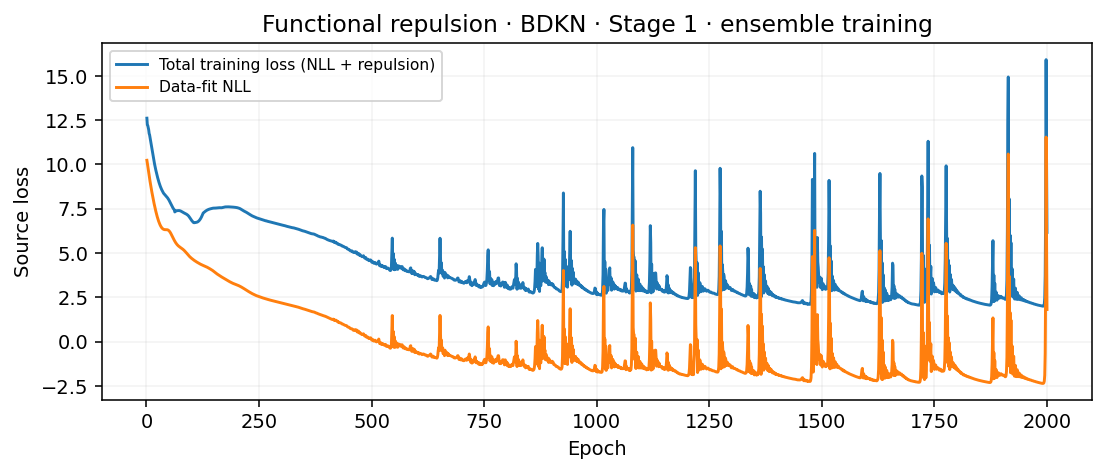 Functional repulsion · BDKN · Stage 1 · ensemble training
Total training loss (NLL + repulsion)
Data-fit NLL
Source loss
15.0
12.5
10.0
7.5
5.0
2.5
0.0
−2.5
0 250 500 750 1000 1250 1500 1750 2000
Epoch